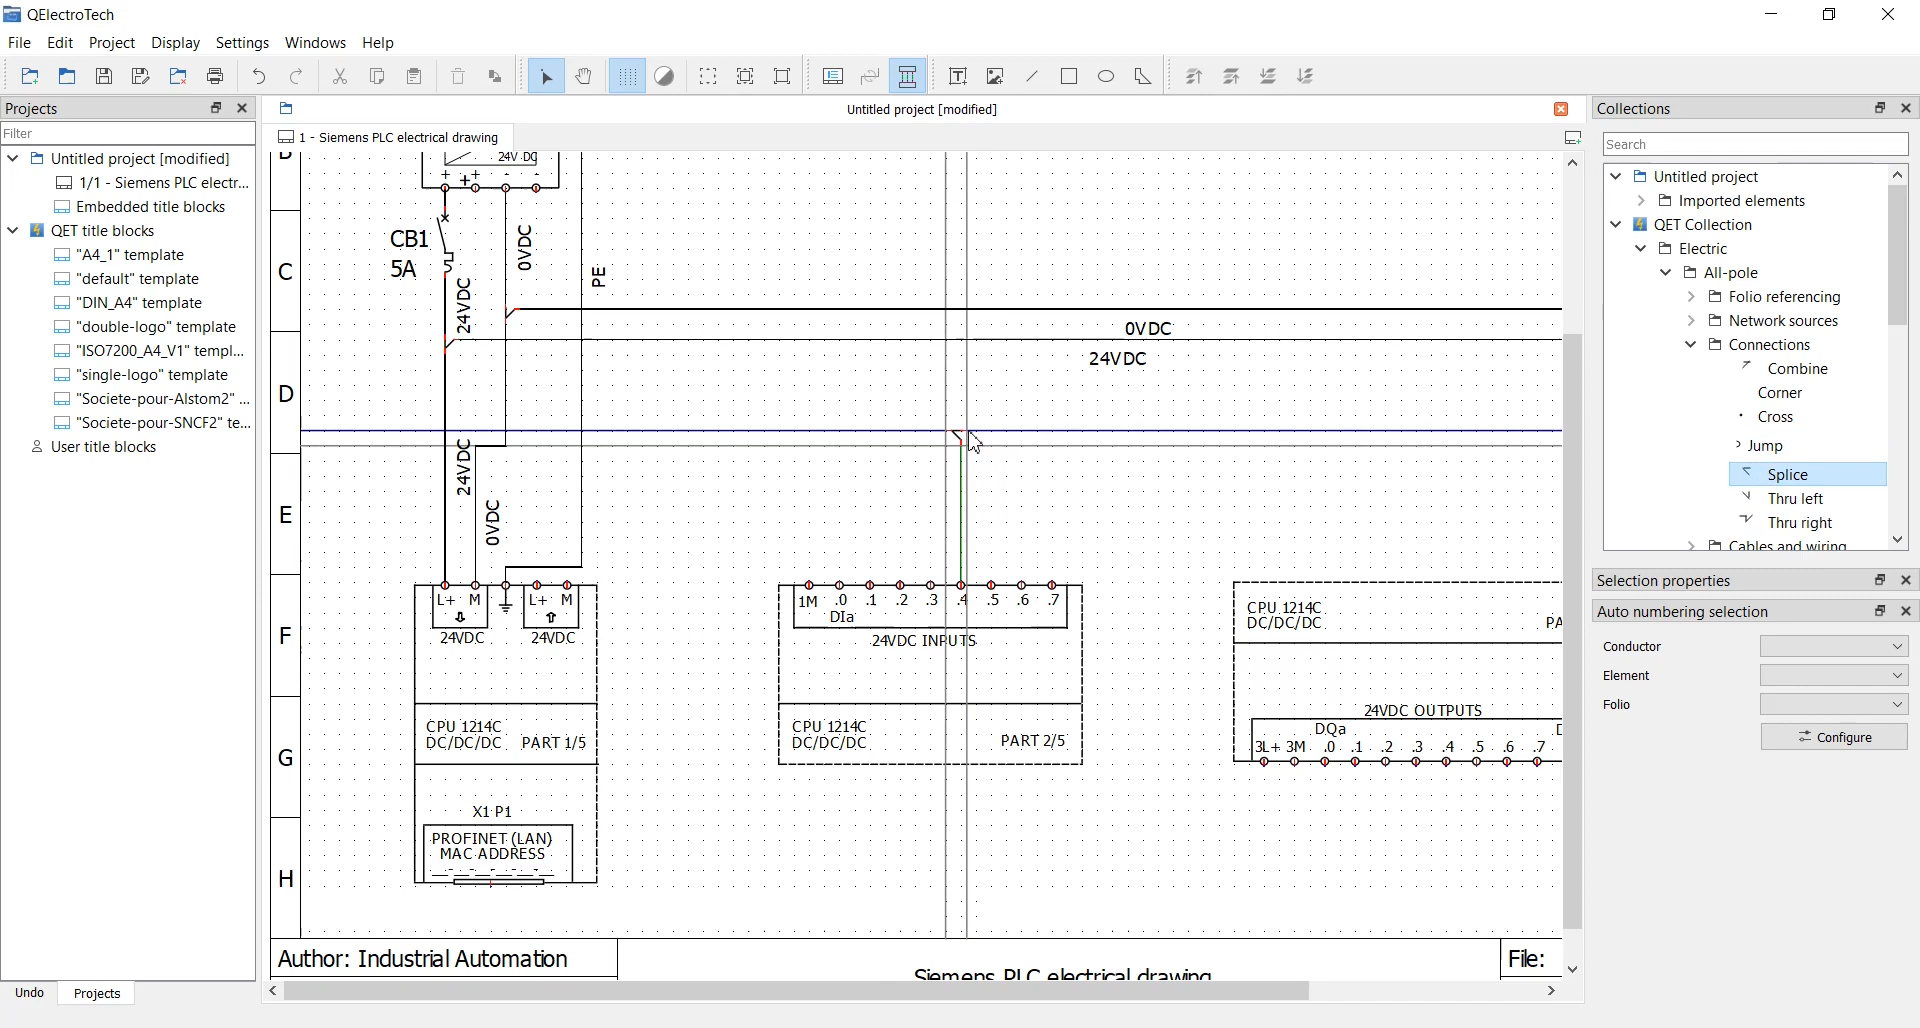 QElectroTech
File Edit Project Display Settings Windows Help
Projects
Untitled project [modified]
Collections
Filter
1 - Siemens PLC electrical drawing
Search
Untitled project [modified]
1/1 - Siemens PLC electr...
Embedded title blocks
QET title blocks
"A4_1" template
"default" template
"DIN_A4" template
"double-logo" template
"ISO7200_A4_V1" templ...
"single-logo" template
"Societe-pour-Alstom2" ...
"Societe-pour-SNCF2" te...
User title blocks
Undo
Projects
B
C
D
E
F
G
H
24V DC
+ + + - -
CB1
5A
24VDC
0VDC
PE
0VDC
24VDC
24VDC
0VDC
L+ M
L+ M
24VDC
24VDC
CPU 1214C
DC/DC/DC
PART 1/5
X1 P1
PROFINET (LAN)
MAC ADDRESS
1M .0 .1 .2 .3 .4 .5 .6 .7
DIa
24VDC INPUTS
CPU 1214C
DC/DC/DC
PART 2/5
CPU 1214C
DC/DC/DC
PA
24VDC OUTPUTS
DQa
D
3L+ 3M .0 .1 .2 .3 .4 .5 .6 .7
Author: Industrial Automation
Siemens PLC electrical drawing
File:
Untitled project
Imported elements
QET Collection
Electric
All-pole
Folio referencing
Network sources
Connections
Combine
Corner
Cross
Jump
Splice
Thru left
Thru right
Cables and wiring
Selection properties
Auto numbering selection
Conductor
Element
Folio
Configure